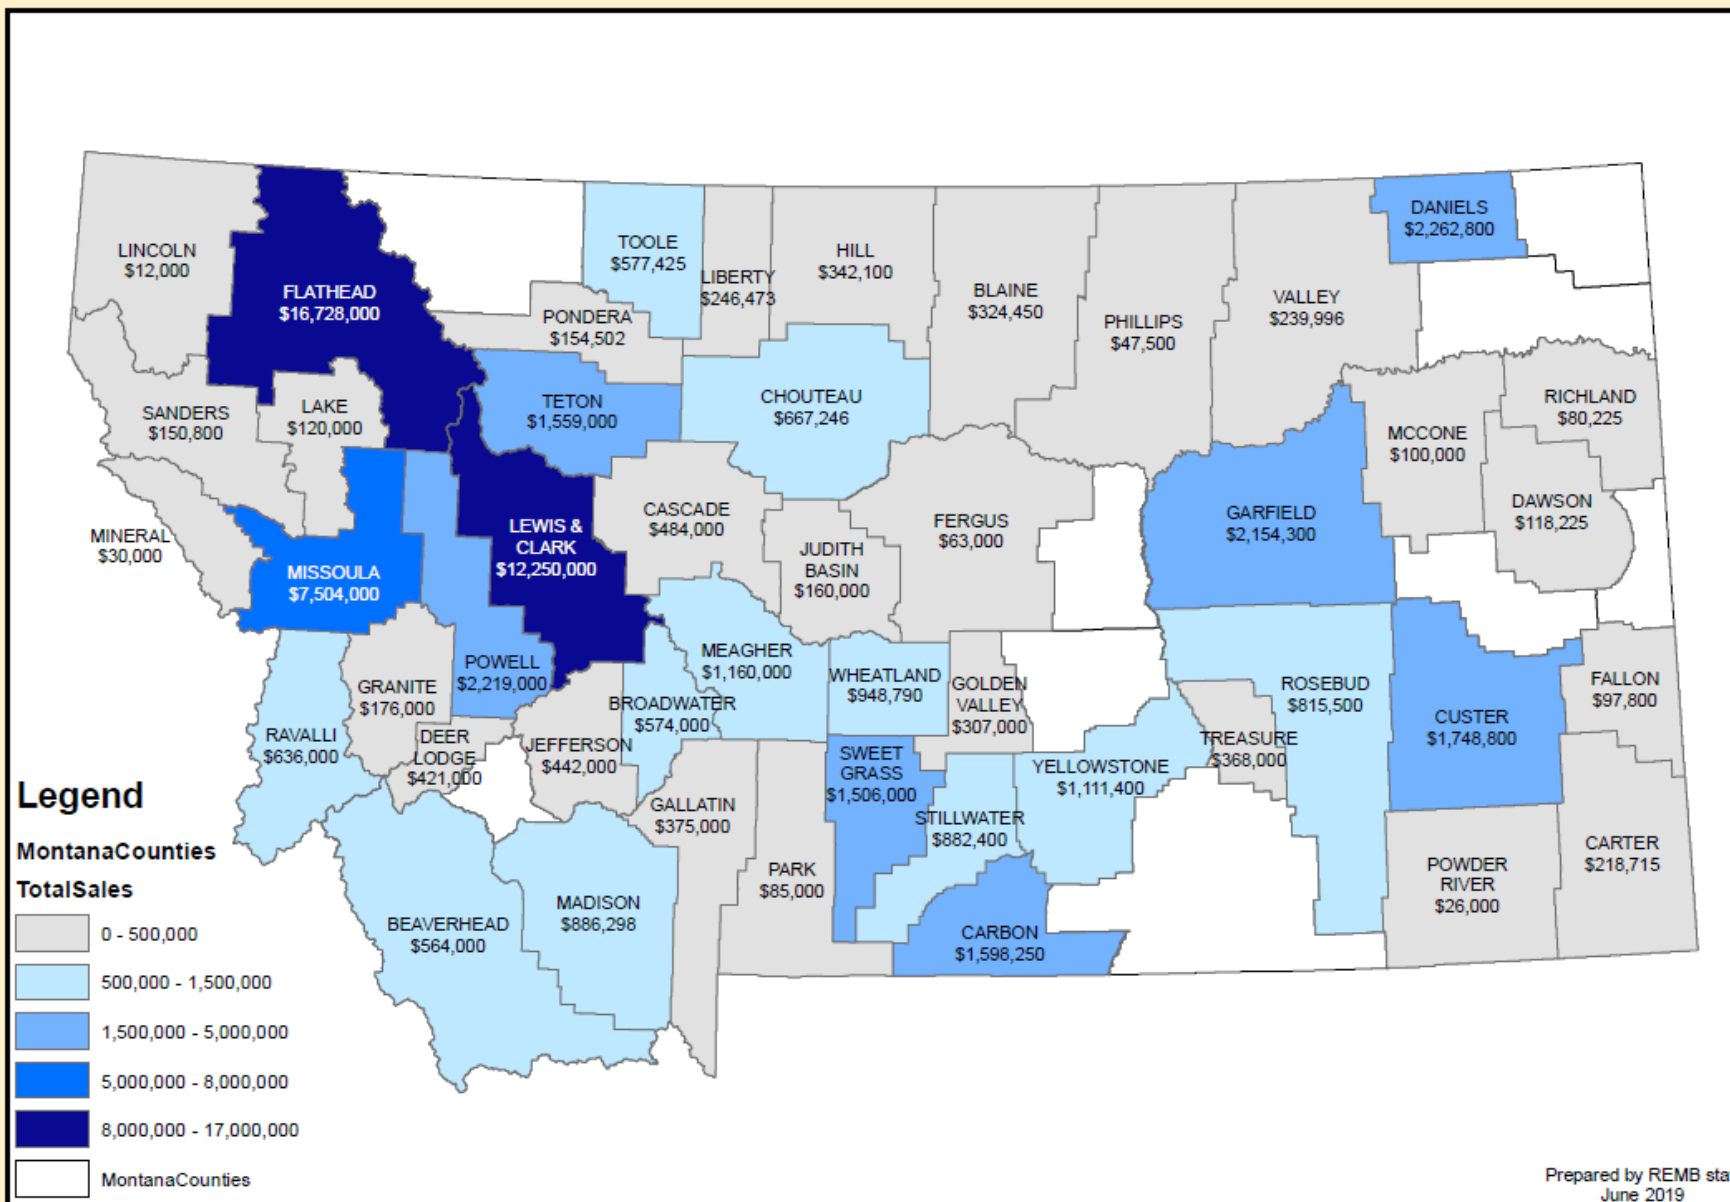 LINCOLN
$12,000
FLATHEAD
$16,728,000
TOOLE
$577,425
LIBERTY
$246,473
HILL
$342,100
BLAINE
$324,450
PHILLIPS
$47,500
VALLEY
$239,996
DANIELS
$2,262,800
PONDERA
$154,502
SANDERS
$150,800
LAKE
$120,000
TETON
$1,559,000
CHOUTEAU
$667,246
MCCONE
$100,000
RICHLAND
$80,225
MINERAL
$30,000
MISSOULA
$7,504,000
LEWIS &
CLARK
$12,250,000
CASCADE
$484,000
JUDITH
BASIN
$160,000
FERGUS
$63,000
GARFIELD
$2,154,300
DAWSON
$118,225
POWELL
$2,219,000
GRANITE
$176,000
RAVALLI
$636,000
DEER
LODGE
$421,000
JEFFERSON
$442,000
BROADWATER
$574,000
MEAGHER
$1,160,000
WHEATLAND
$948,790
GOLDEN
VALLEY
$307,000
TREASURE
$368,000
ROSEBUD
$815,500
CUSTER
$1,748,800
FALLON
$97,800
SWEET
GRASS
$1,506,000
YELLOWSTONE
$1,111,400
STILLWATER
$882,400
GALLATIN
$375,000
PARK
$85,000
MADISON
$886,298
BEAVERHEAD
$564,000
CARBON
$1,598,250
POWDER
RIVER
$26,000
CARTER
$218,715
Legend
MontanaCounties
TotalSales
0 - 500,000
500,000 - 1,500,000
1,500,000 - 5,000,000
5,000,000 - 8,000,000
8,000,000 - 17,000,000
MontanaCounties
Prepared by REMB sta
June 2019